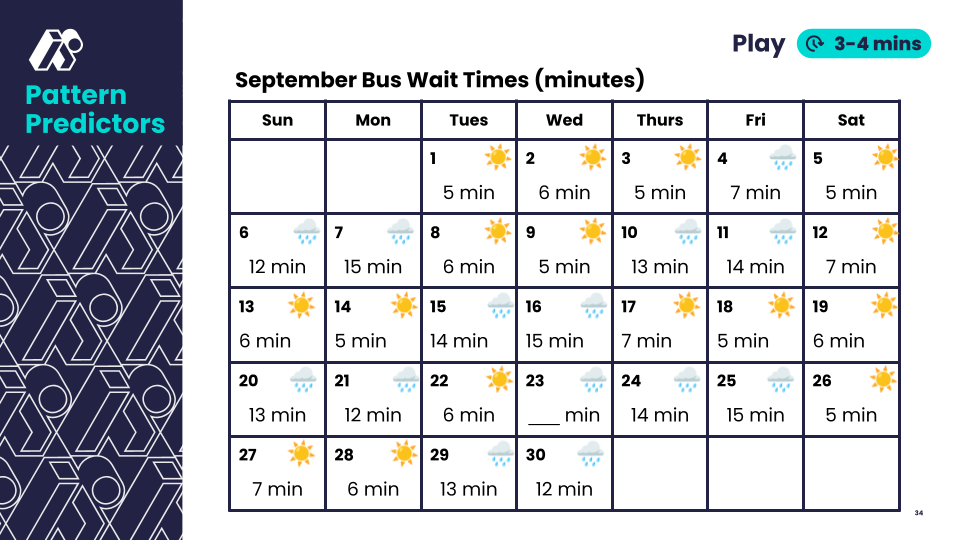 Pattern
Predictors
Play 3-4 mins
September Bus Wait Times (minutes)
Sun Mon Tues Wed Thurs Fri Sat
1 2 3 4 5
5 min 6 min 5 min 7 min 5 min
6 7 8 9 10 11 12
12 min 15 min 6 min 5 min 13 min 14 min 7 min
13 14 15 16 17 18 19
6 min 5 min 14 min 15 min 7 min 5 min 6 min
20 21 22 23 24 25 26
13 min 12 min 6 min ___ min 14 min 15 min 5 min
27 28 29 30
7 min 6 min 13 min 12 min
34